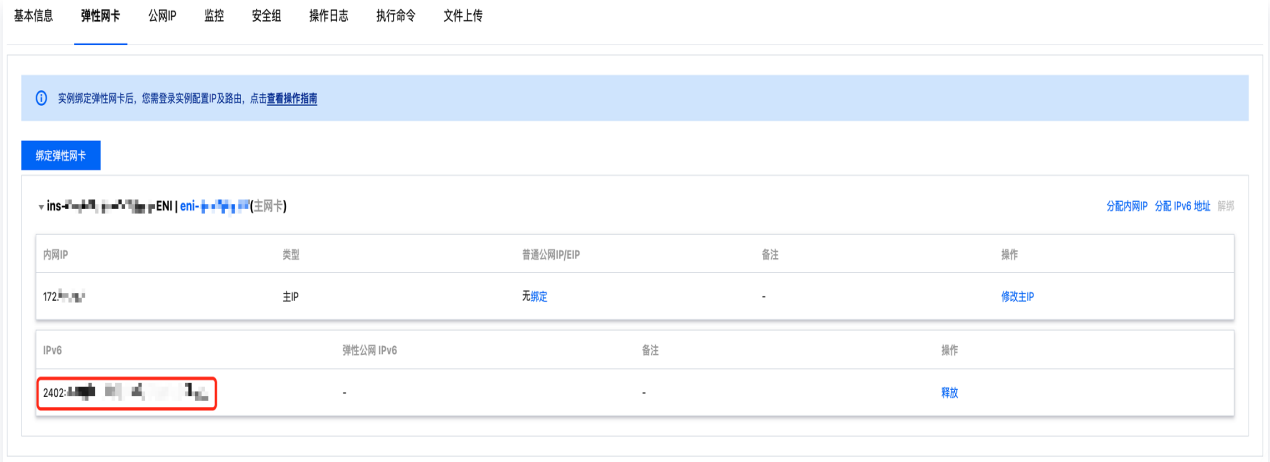 基本信息 弹性网卡 公网IP 监控 安全组 操作日志 执行命令 文件上传
实例绑定弹性网卡后，您需登录实例配置IP及路由，点击查看操作指南
绑定弹性网卡
ins- ENI | eni- (主网卡) 分配内网IP 分配 IPv6 地址 解绑
内网IP 类型 普通公网IP/EIP 备注 操作
172. 主IP 无绑定 - 修改主IP
IPv6 弹性公网 IPv6 备注 操作
2402: - - 释放